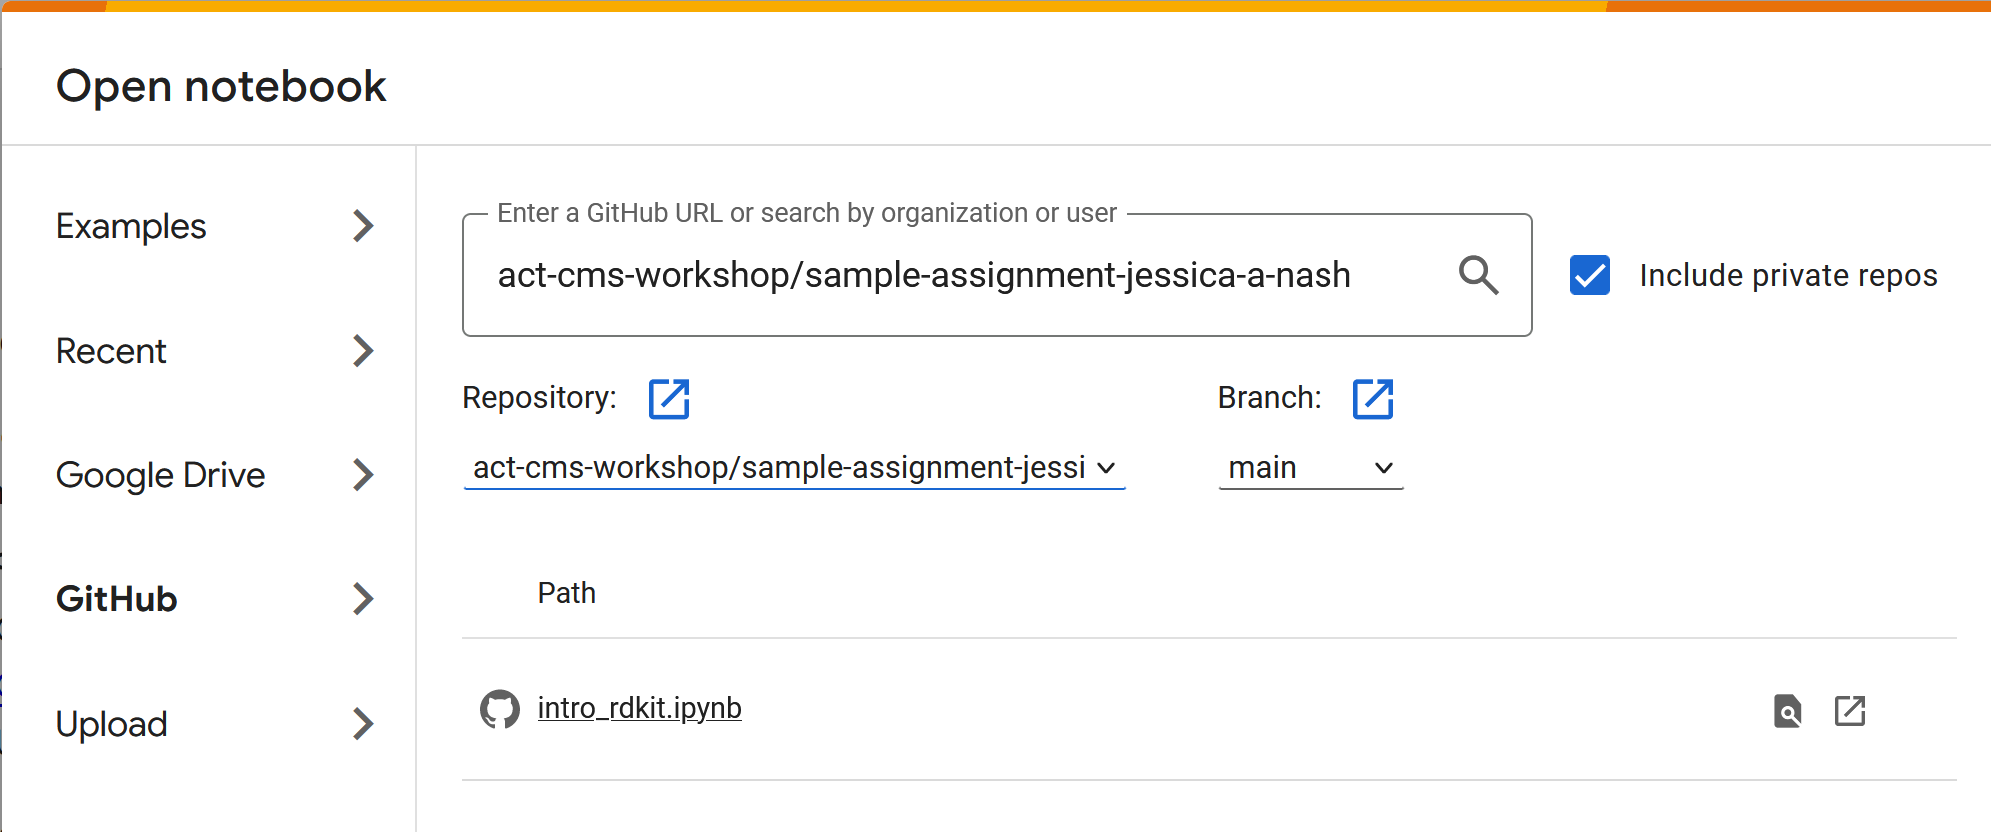 Open notebook
Examples
Recent
Google Drive
GitHub
Upload
Enter a GitHub URL or search by organization or user
act-cms-workshop/sample-assignment-jessica-a-nash
Include private repos
Repository:
Branch:
act-cms-workshop/sample-assignment-jessi
main
Path
intro_rdkit.ipynb